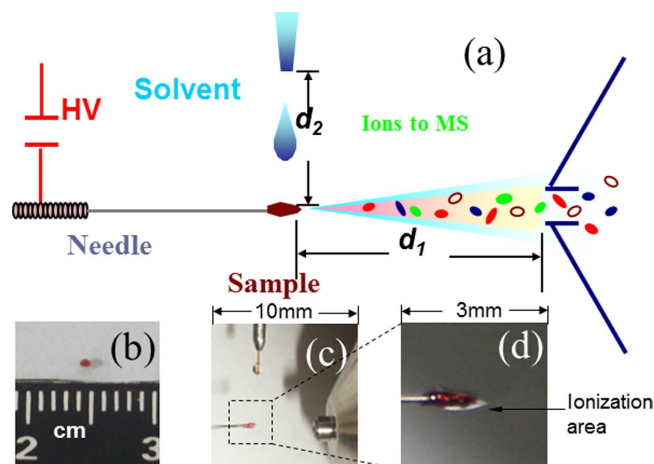 (a)
HV
Solvent
d2
Ions to MS
Needle
d1
Sample
10mm
3mm
(b)
(c)
(d)
cm
2
3
Ionization
area